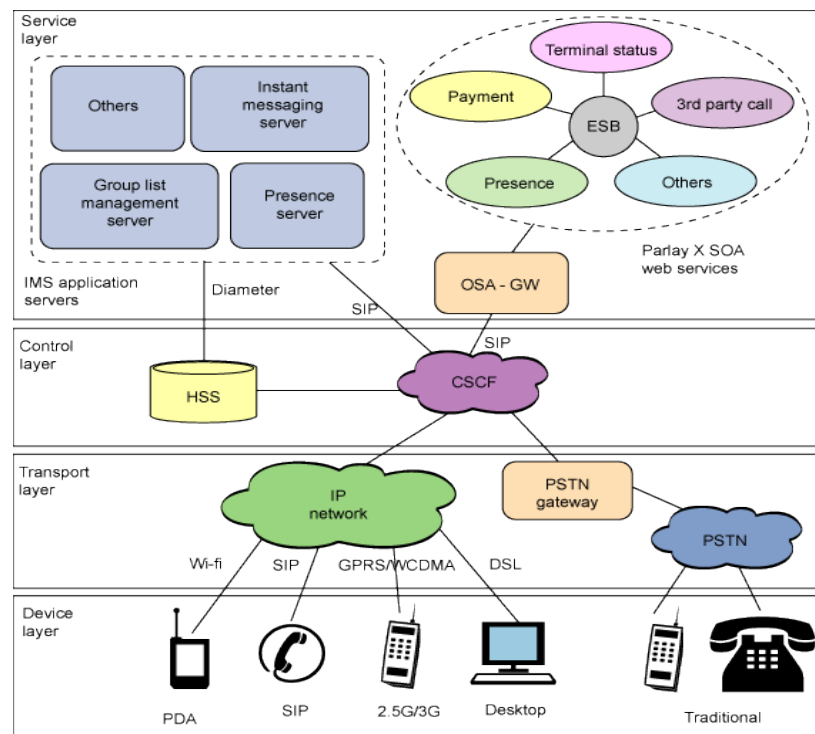 Service
layer
Others
Instant
messaging
server
Group list
management
server
Presence
server
IMS application
servers
Terminal status
Payment
ESB
3rd party call
Presence
Others
Parlay X SOA
web services
OSA - GW
Diameter
SIP
SIP
Control
layer
HSS
CSCF
Transport
layer
IP
network
PSTN
gateway
PSTN
Wi-fi
SIP
GPRS/WCDMA
DSL
Device
layer
PDA
SIP
2.5G/3G
Desktop
Traditional